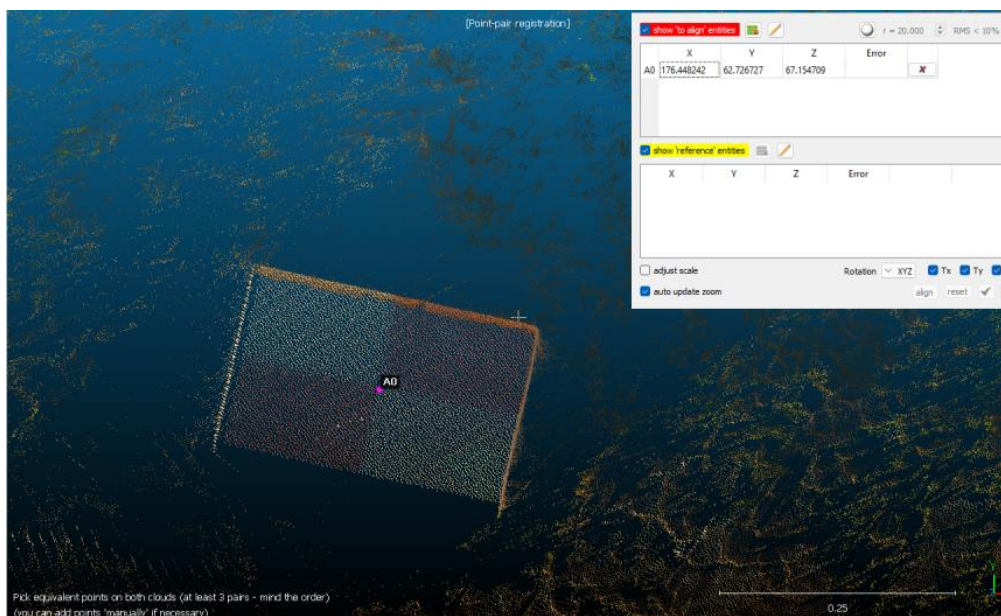 [Point-pair registration]
show 'to align' entities
r = 20.000
RMS < 10%
X Y Z Error
A0 176.448242 62.726727 67.154709
show 'reference' entities
X Y Z Error
adjust scale
Rotation XYZ Tx Ty
auto update zoom
align reset
A0
Pick equivalent points on both clouds (at least 3 pairs - mind the order)
(you can add points 'manually' if necessary)
0.25